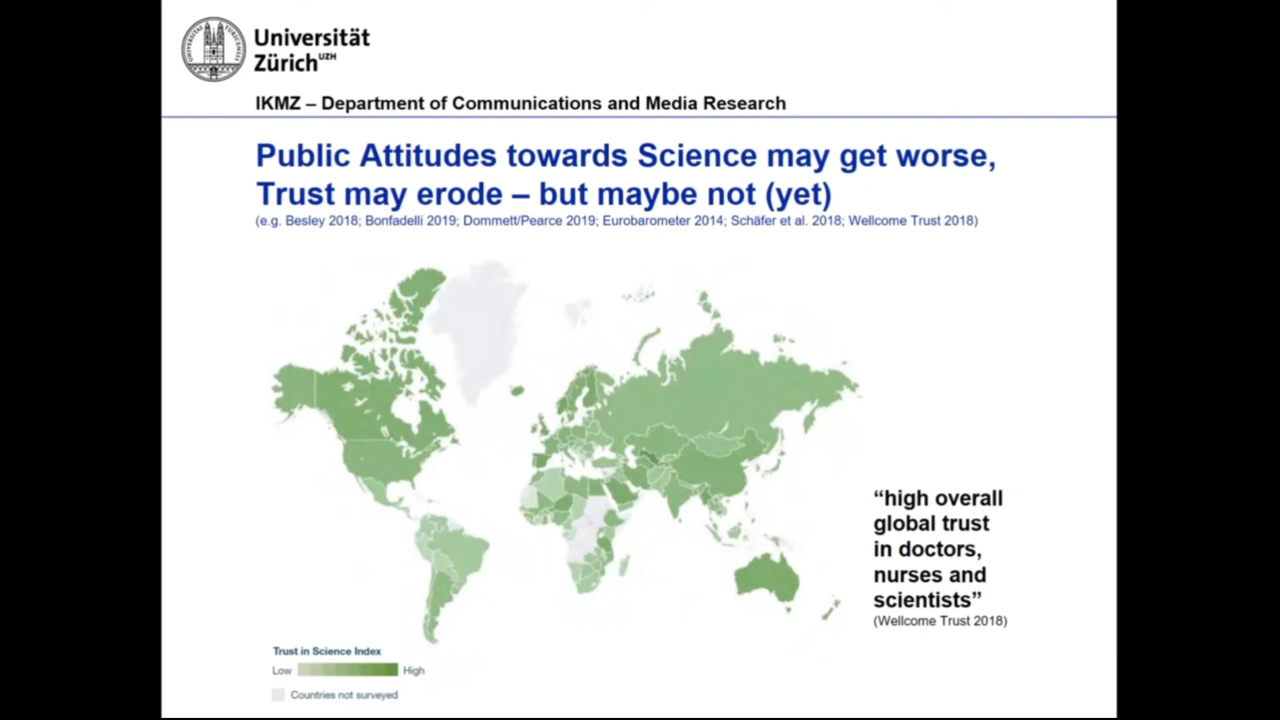 Universität
Zürich UZH
IKMZ – Department of Communications and Media Research
Public Attitudes towards Science may get worse,
Trust may erode – but maybe not (yet)
(e.g. Besley 2018; Bonfadelli 2019; Dommett/Pearce 2019; Eurobarometer 2014; Schäfer et al. 2018; Wellcome Trust 2018)
“high overall
global trust
in doctors,
nurses and
scientists”
(Wellcome Trust 2018)
Trust in Science Index
Low High
Countries not surveyed